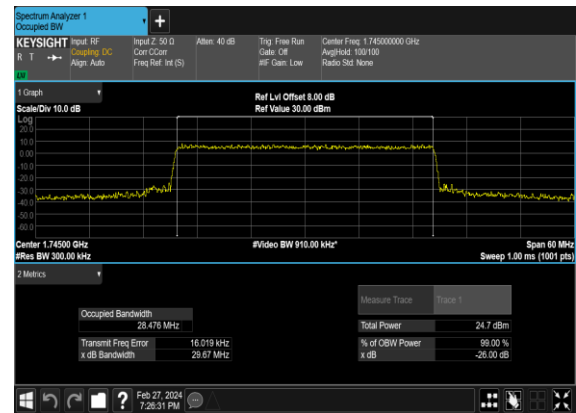 Spectrum Analyzer 1
Occupied BW
KEYSIGHT
R T
LW
Input: RF
Coupling: DC
Align: Auto
Input Z: 50 Ω
Corr CCorr
Freq Ref: Int (S)
Atten: 40 dB
Trig: Free Run
Gate: Off
#IF Gain: Low
Center Freq: 1.745000000 GHz
Avg|Hold: 100/100
Radio Std: None
1 Graph
Scale/Div 10.0 dB
Ref Lvl Offset 8.00 dB
Ref Value 30.00 dBm
Log
20.0
10.0
0.00
-10.0
-20.0
-30.0
-40.0
-50.0
-60.0
Center 1.74500 GHz
#Res BW 300.00 kHz
#Video BW 910.00 kHz*
Span 60 MHz
Sweep 1.00 ms (1001 pts)
2 Metrics
Measure Trace Trace 1
Occupied Bandwidth
28.476 MHz
Total Power 24.7 dBm
Transmit Freq Error 16.019 kHz
x dB Bandwidth 29.67 MHz
% of OBW Power 99.00 %
x dB -26.00 dB
Feb 27, 2024
7:26:31 PM